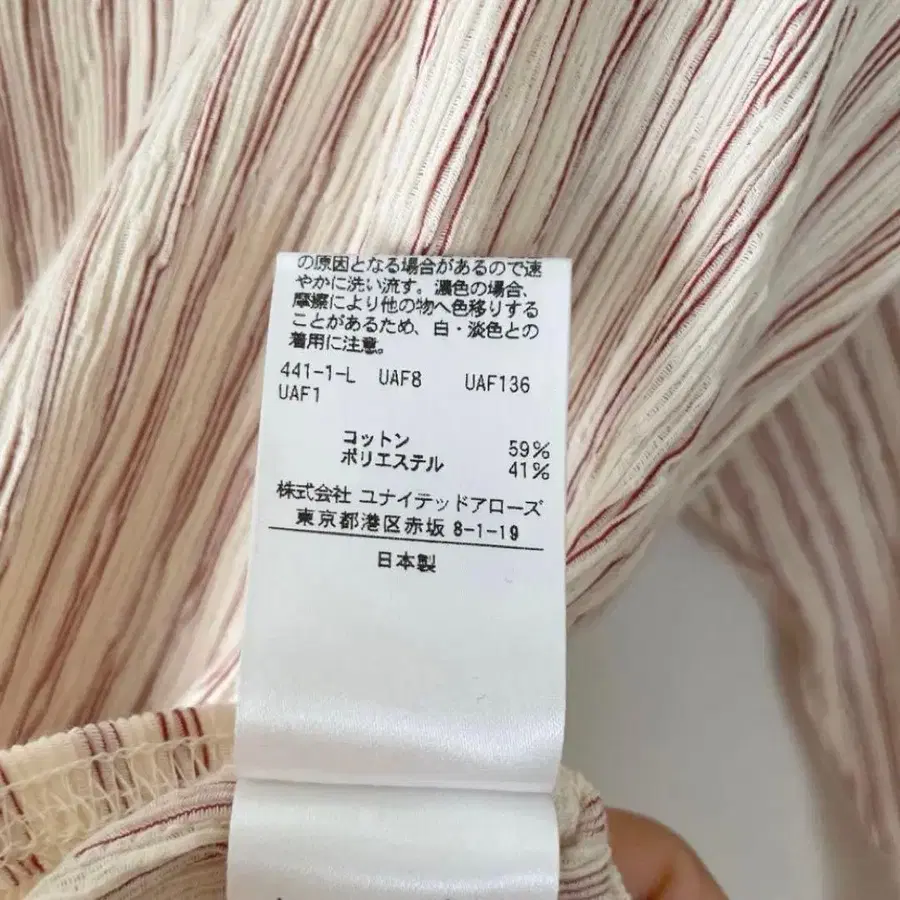 の原因となる場合があるので速
やかに洗い流す。濃色の場合、
摩擦により他の物へ色移りする
ことがあるため、白・淡色との
着用に注意。
441-1-L UAF8 UAF136
UAF1
コットン 59%
ポリエステル 41%
株式会社 ユナイテッドアローズ
東京都港区赤坂 8-1-19
日本製